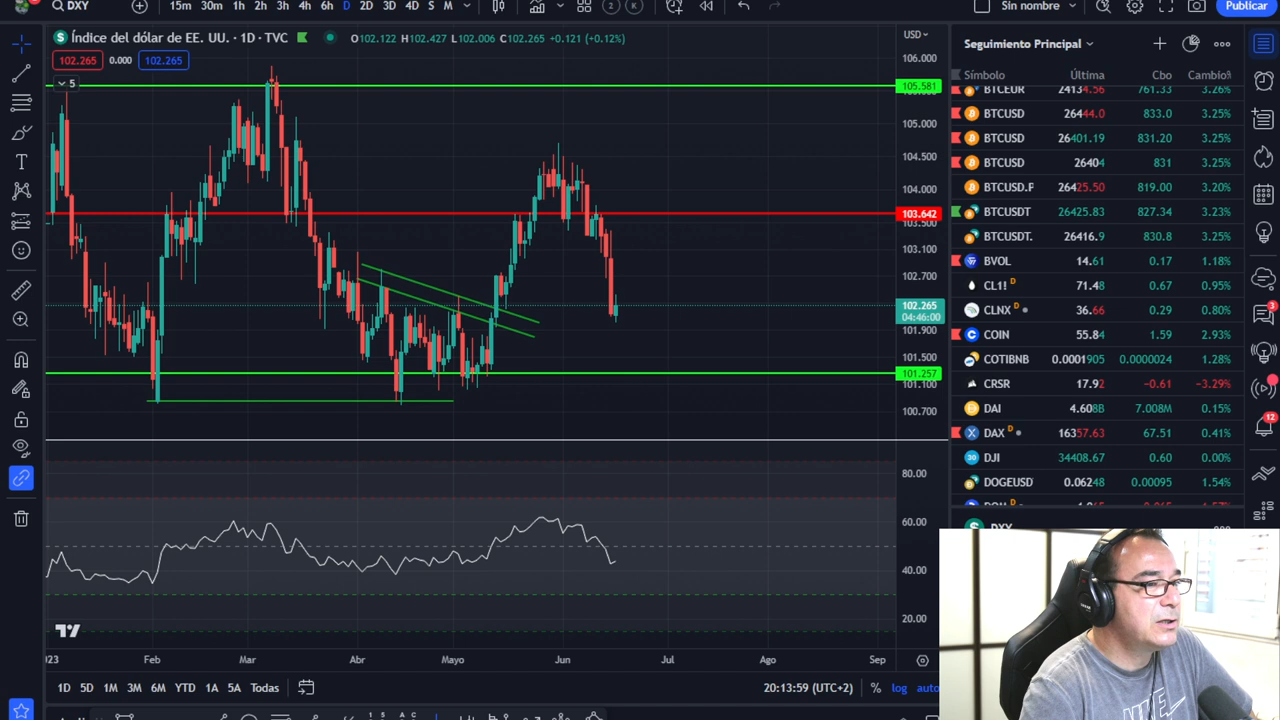 DXY 15m 30m 1h 2h 3h 4h 6h D 2D 3D 4D S M 2 K Sin nombre Publicar
Índice del dólar de EE. UU. · 1D · TVC O102.122 H102.427 L102.006 C102.265 +0.121 (+0.12%) USD
102.265 0.000 102.265
5
106.000
105.581
105.000
104.500
104.000
103.642
103.500
103.100
102.700
102.265
04:46:00
101.900
101.500
101.257
101.100
100.700
80.00
60.00
40.00
20.00
23 Feb Mar Abr Mayo Jun Jul Ago Sep
1D 5D 1M 3M 6M YTD 1A 5A Todas 20:13:59 (UTC+2) % log auto
Seguimiento Principal
Símbolo Última Cbo Cambio%
BTCEUR 24134.56 761.33 3.26%
BTCUSD 26444.0 833.0 3.25%
BTCUSD 26401.19 831.20 3.25%
BTCUSD 26404 831 3.25%
BTCUSD.P 26425.50 819.00 3.20%
BTCUSDT 26425.83 827.34 3.23%
BTCUSDT. 26416.9 830.8 3.25%
BVOL 14.61 0.17 1.18%
CL1! D 71.48 0.67 0.95%
CLNX D 36.66 0.29 0.80%
COIN 55.84 1.59 2.93%
COTIBNB 0.0001905 0.0000024 1.28%
CRSR 17.92 -0.61 -3.29%
DAI 4.608B 7.008M 0.15%
DAX D 16357.63 67.51 0.41%
DJI 34408.67 0.60 0.00%
DOGEUSD 0.06248 0.00095 1.54%
DXY
3
12